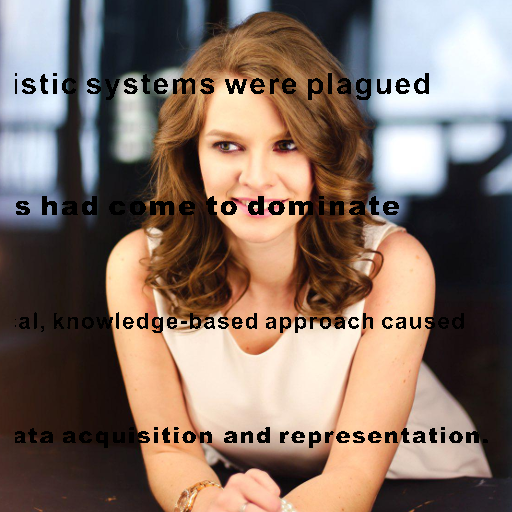 istic systems were plagued
s had come to dominate
al, knowledge-based approach caused
ata acquisition and representation.